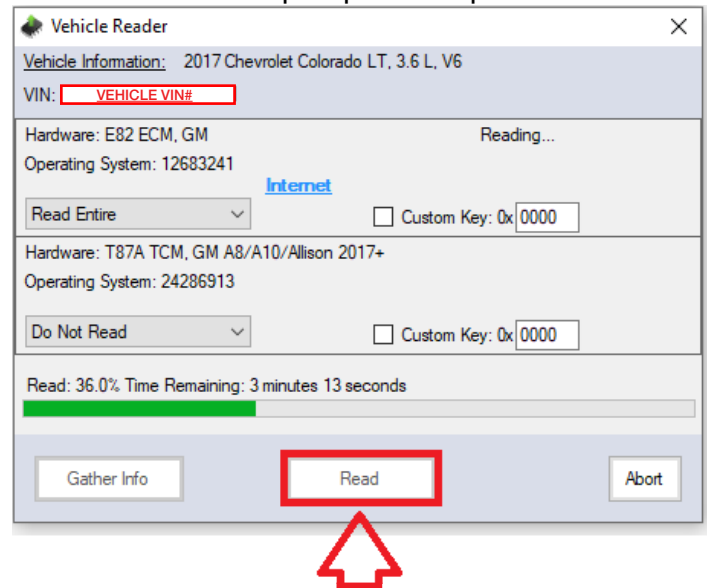 Vehicle Reader
Vehicle Information: 2017 Chevrolet Colorado LT, 3.6 L, V6
VIN: VEHICLE VIN#
Hardware: E82 ECM, GM Reading...
Operating System: 12683241
Internet
Read Entire Custom Key: 0x 0000
Hardware: T87A TCM, GM A8/A10/Allison 2017+
Operating System: 24286913
Do Not Read Custom Key: 0x 0000
Read: 36.0% Time Remaining: 3 minutes 13 seconds
Gather Info Read Abort